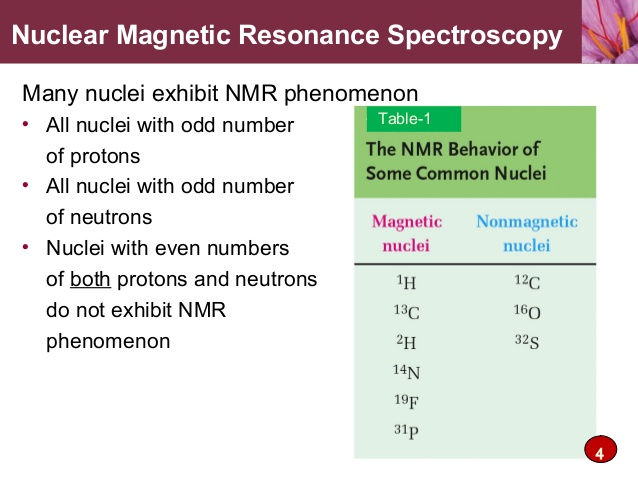 Nuclear Magnetic Resonance Spectroscopy
Many nuclei exhibit NMR phenomenon
• All nuclei with odd number
of protons
• All nuclei with odd number
of neutrons
• Nuclei with even numbers
of both protons and neutrons
do not exhibit NMR
phenomenon
Table-1
The NMR Behavior of
Some Common Nuclei
Magnetic nuclei
Nonmagnetic nuclei
¹H ¹²C
¹³C ¹⁶O
²H ³²S
¹⁴N
¹⁹F
³¹P
4